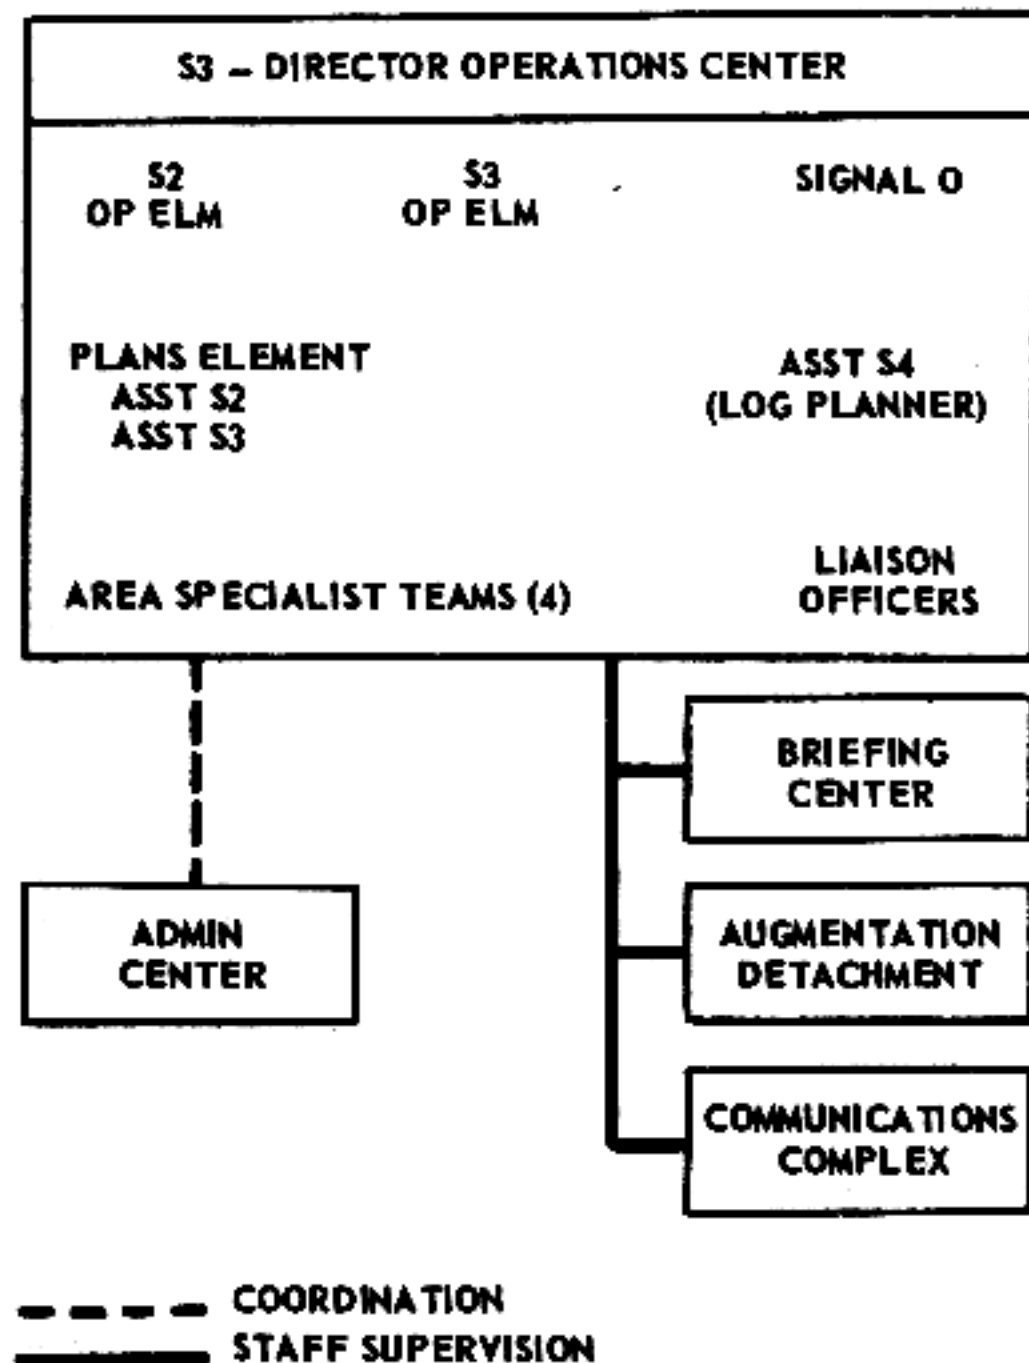 S3 – DIRECTOR OPERATIONS CENTER
S2
OP ELM
S3
OP ELM
SIGNAL O
PLANS ELEMENT
ASST S2
ASST S3
ASST S4
(LOG PLANNER)
AREA SPECIALIST TEAMS (4)
LIAISON
OFFICERS
BRIEFING
CENTER
ADMIN
CENTER
AUGMENTATION
DETACHMENT
COMMUNICATIONS
COMPLEX
COORDINATION
STAFF SUPERVISION